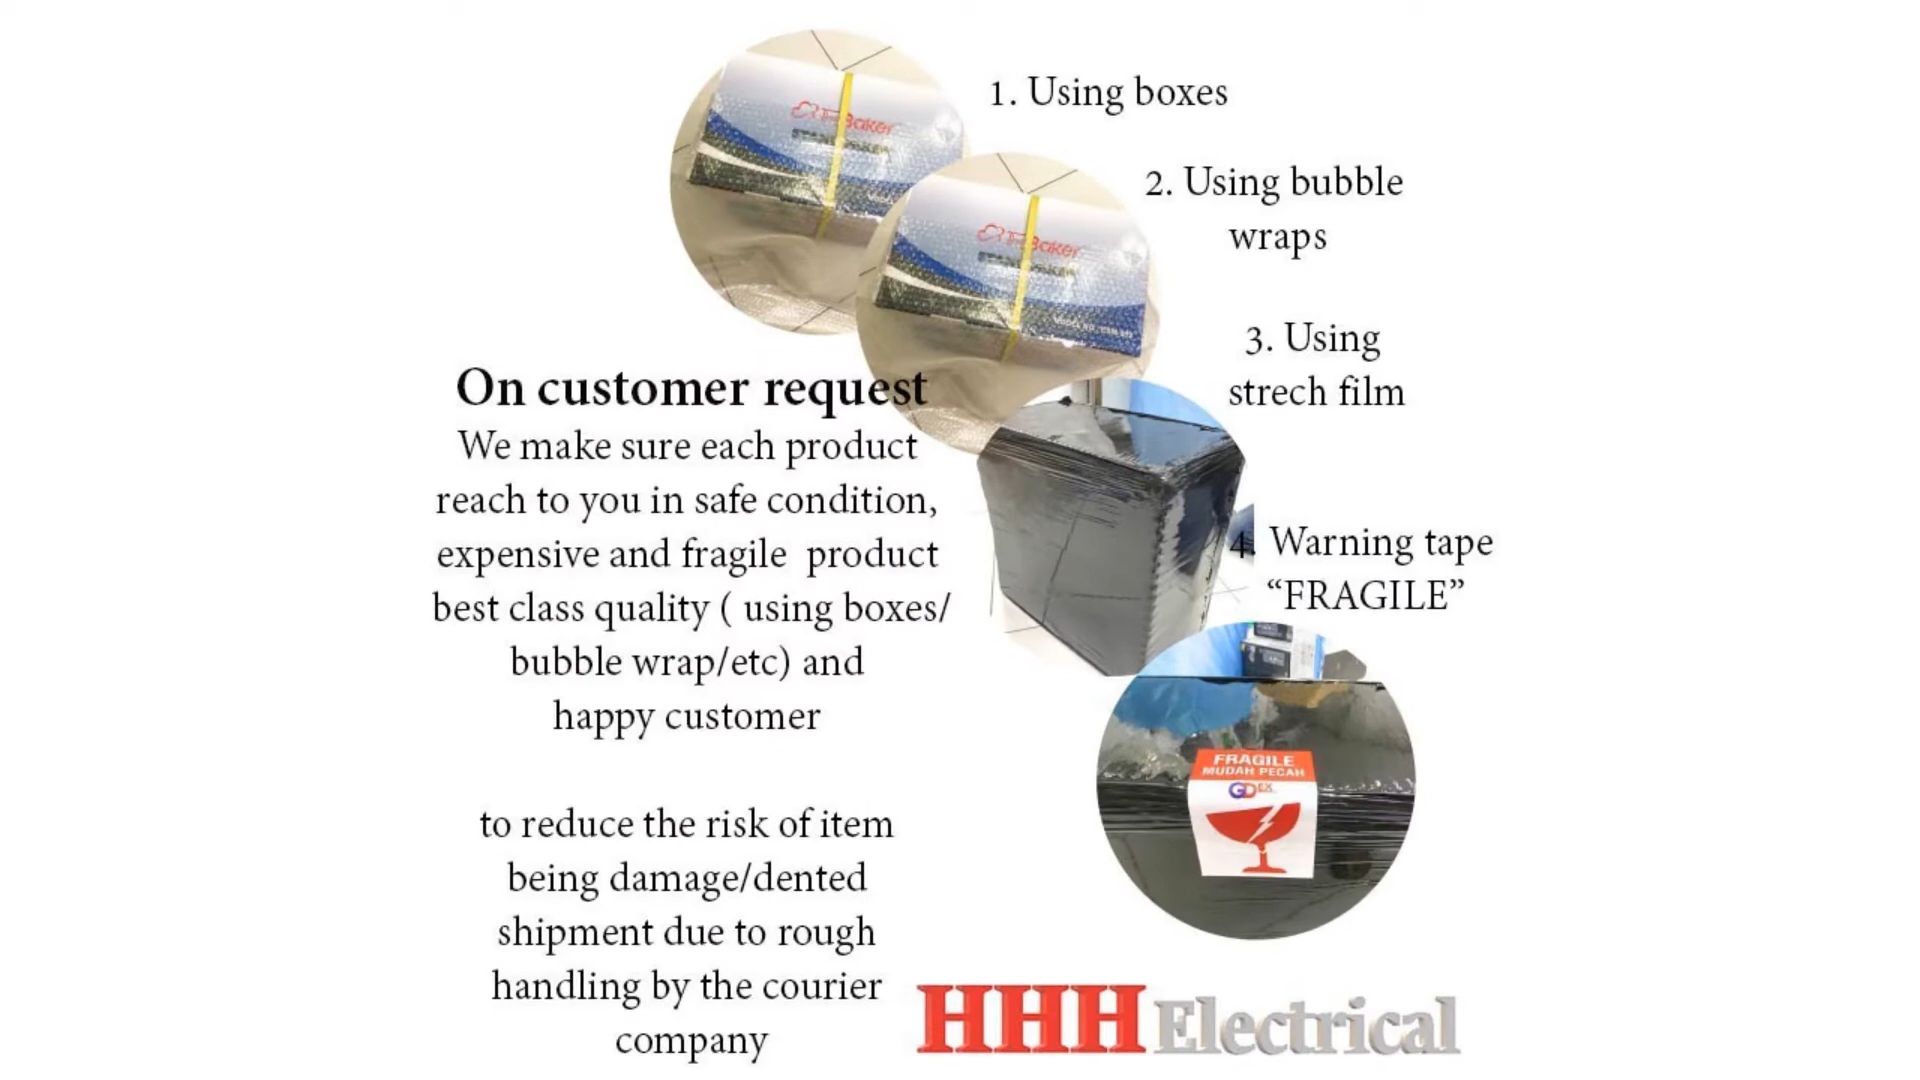 1. Using boxes
2. Using bubble
wraps
3. Using
strech film
4. Warning tape
“FRAGILE”
On customer request
We make sure each product
reach to you in safe condition,
expensive and fragile product
best class quality ( using boxes/
bubble wrap/etc) and
happy customer
to reduce the risk of item
being damage/dented
shipment due to rough
handling by the courier
company
Baker
Baker
FRAGILE
MUDAH PECAH
GDEX
HHH Electrical